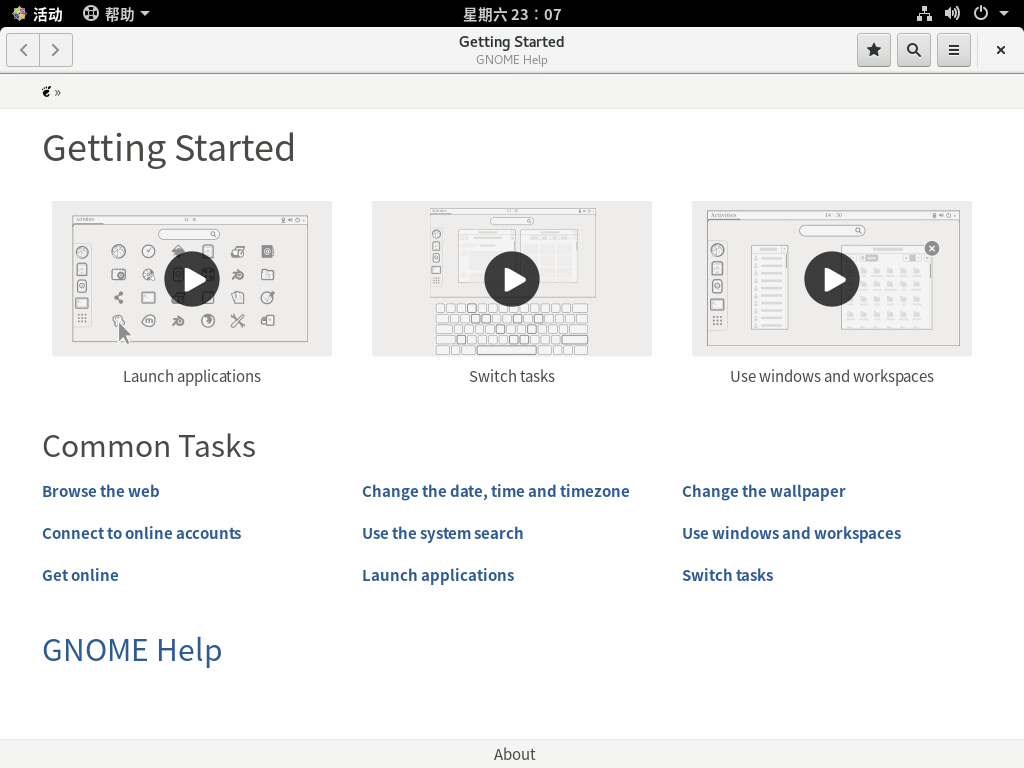 活动 帮助 星期六 23：07
Getting Started
GNOME Help
»
Getting Started
Activities 14 : 30
Activities 14 : 30
Launch applications Switch tasks Use windows and workspaces
Common Tasks
Browse the web Change the date, time and timezone Change the wallpaper
Connect to online accounts Use the system search Use windows and workspaces
Get online Launch applications Switch tasks
GNOME Help
About